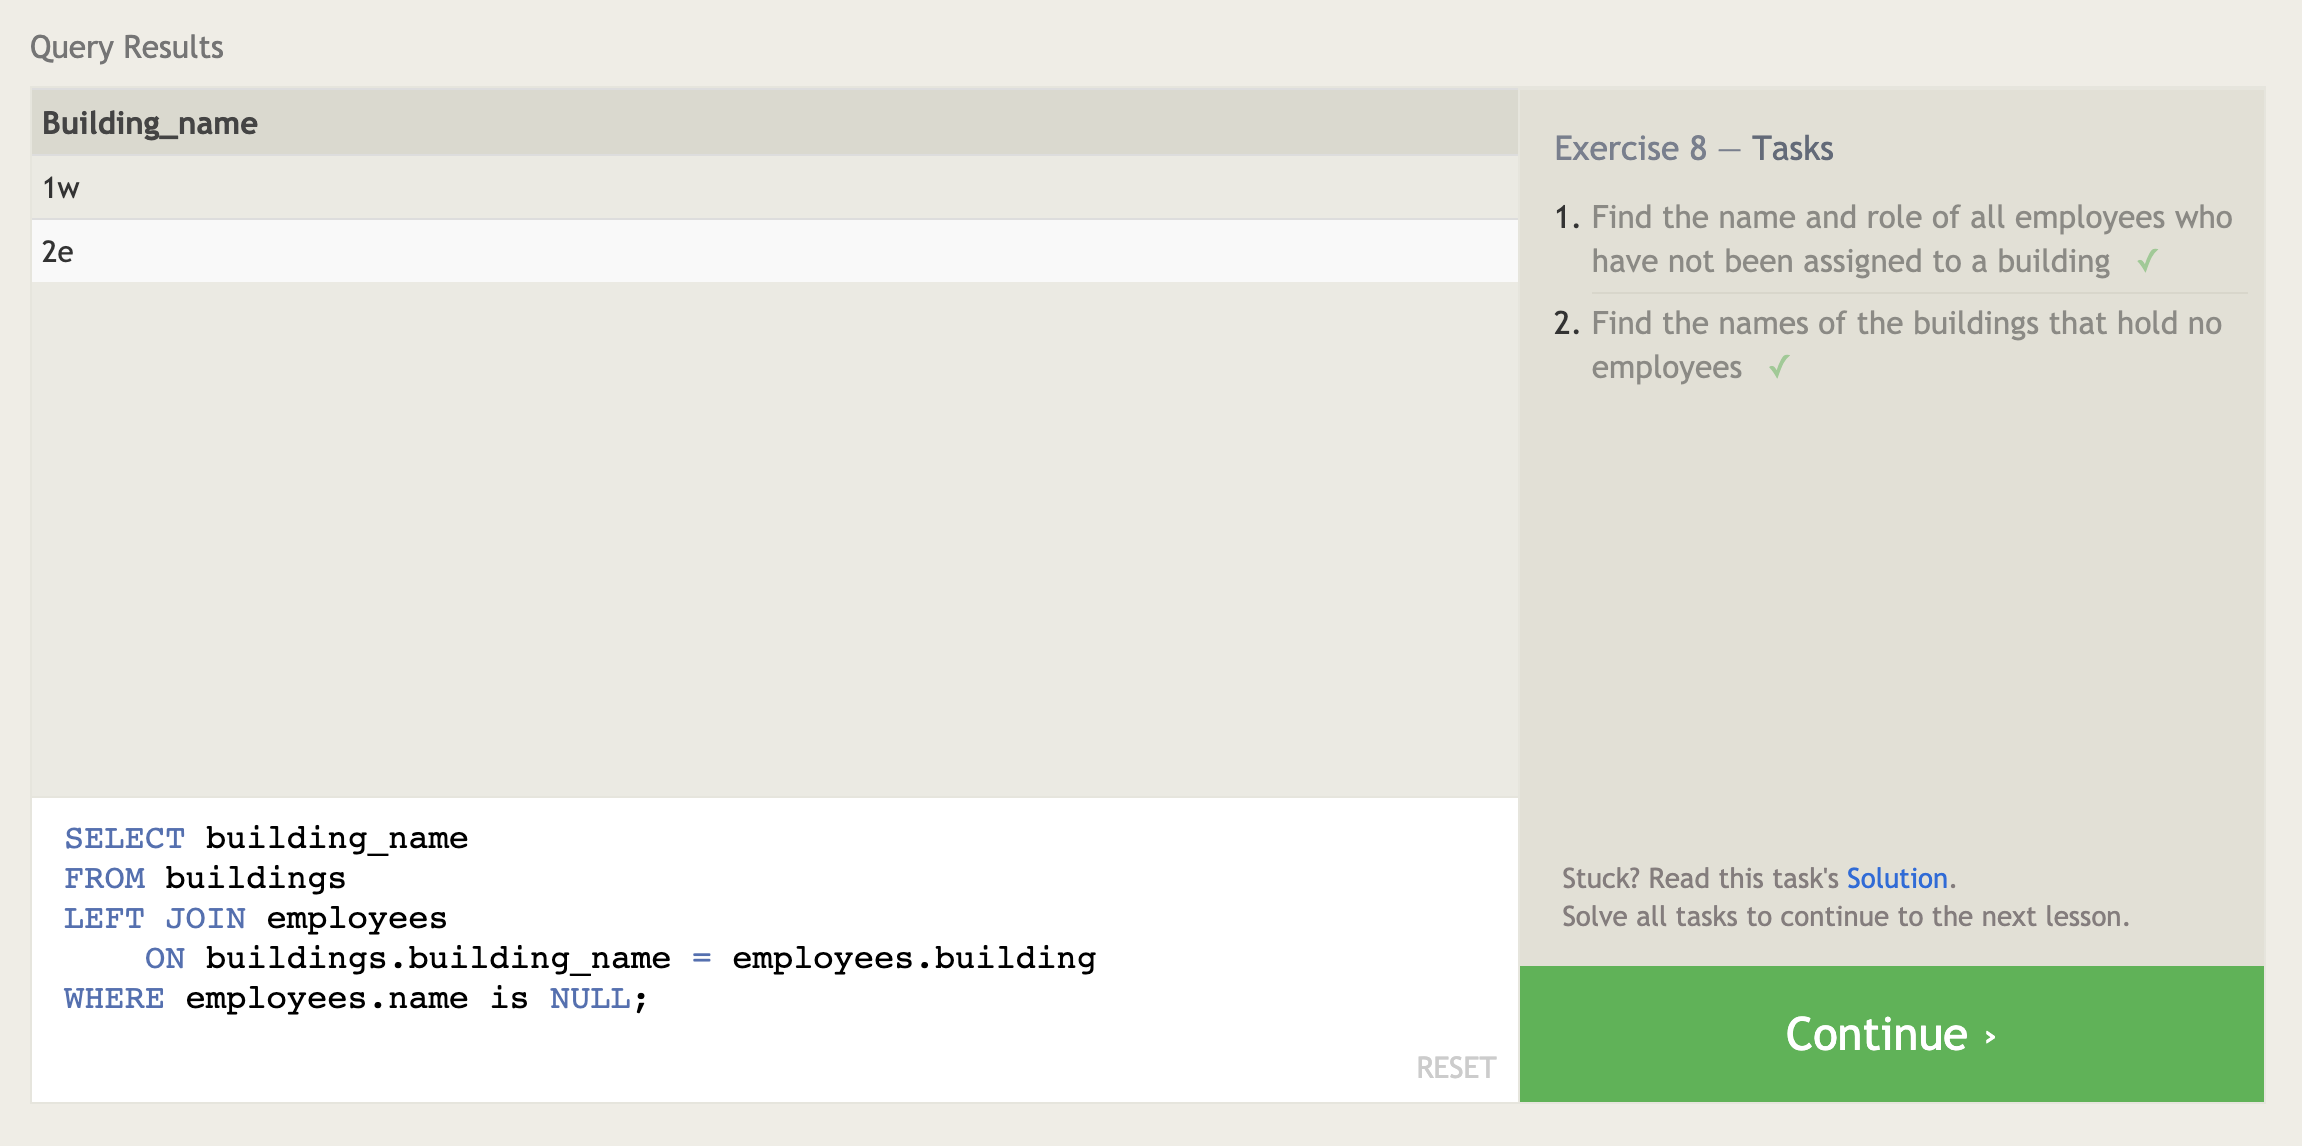 Query Results
Building_name
1w
2e
SELECT building_name
FROM buildings
LEFT JOIN employees
    ON buildings.building_name = employees.building
WHERE employees.name is NULL;
RESET
Exercise 8 — Tasks
1. Find the name and role of all employees who
have not been assigned to a building ✓
2. Find the names of the buildings that hold no
employees ✓
Stuck? Read this task's Solution.
Solve all tasks to continue to the next lesson.
Continue ›